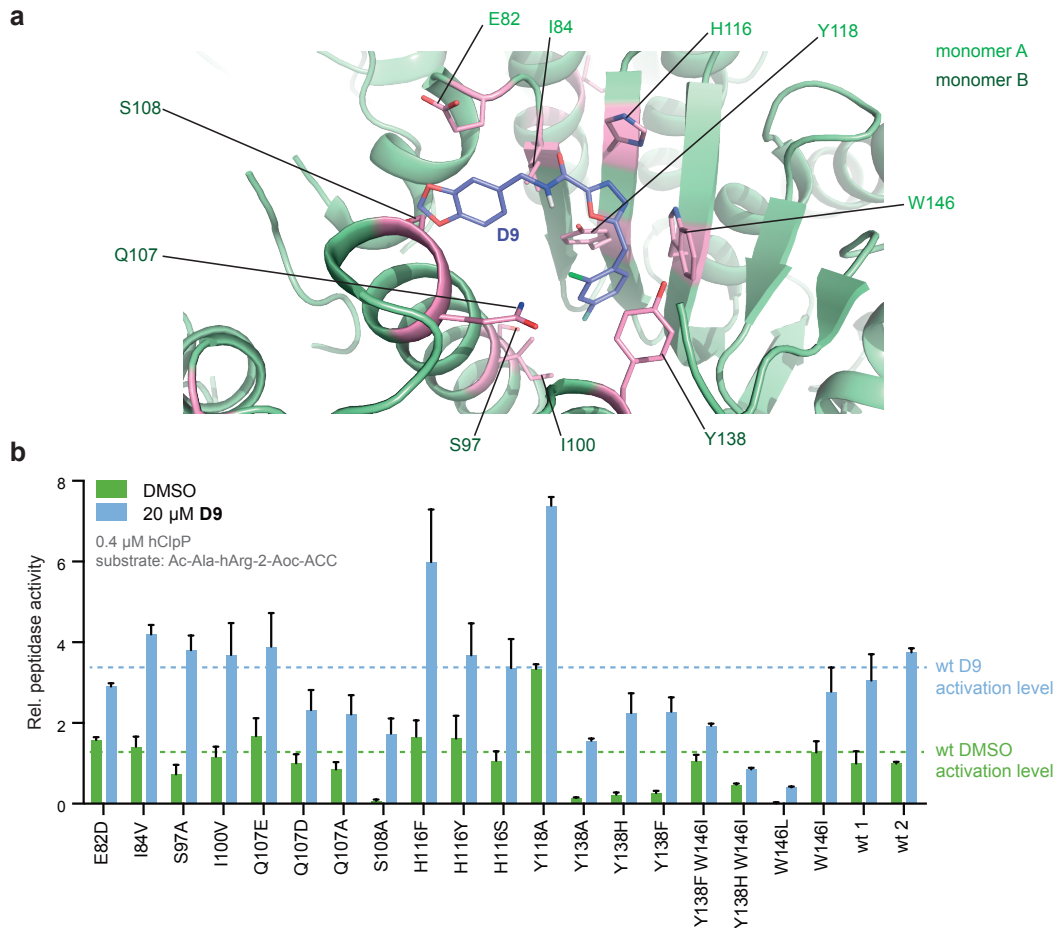 a
E82
I84
H116
Y118
monomer A
monomer B
S108
W146
D9
Q107
S97
I100
Y138
b
8
6
4
2
0
Rel. peptidase activity
DMSO
20 µM D9
0.4 µM hClpP
substrate: Ac-Ala-hArg-2-Aoc-ACC
wt D9
activation level
wt DMSO
activation level
E82D
I84V
S97A
I100V
Q107E
Q107D
Q107A
S108A
H116F
H116Y
H116S
Y118A
Y138A
Y138H
Y138F
Y138F W146I
Y138H W146I
W146L
W146I
wt 1
wt 2